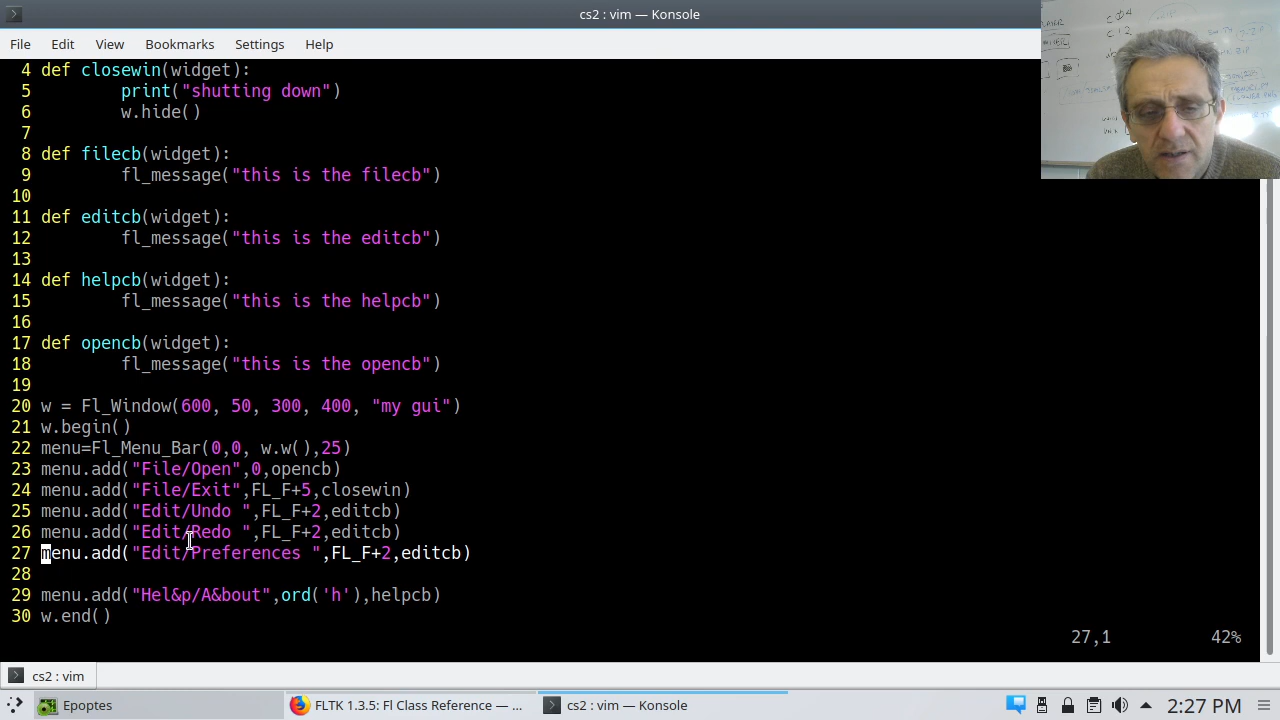 cs2 : vim — Konsole
File Edit View Bookmarks Settings Help
4 def closewin(widget):
5 print("shutting down")
6 w.hide()
7
8 def filecb(widget):
9 fl_message("this is the filecb")
10
11 def editcb(widget):
12 fl_message("this is the editcb")
13
14 def helpcb(widget):
15 fl_message("this is the helpcb")
16
17 def opencb(widget):
18 fl_message("this is the opencb")
19
20 w = Fl_Window(600, 50, 300, 400, "my gui")
21 w.begin()
22 menu=Fl_Menu_Bar(0,0, w.w(),25)
23 menu.add("File/Open",0,opencb)
24 menu.add("File/Exit",FL_F+5,closewin)
25 menu.add("Edit/Undo ",FL_F+2,editcb)
26 menu.add("Edit/Redo ",FL_F+2,editcb)
27 menu.add("Edit/Preferences ",FL_F+2,editcb)
28
29 menu.add("Hel&p/A&bout",ord('h'),helpcb)
30 w.end()
27,1 42%
cs2 : vim
Epoptes FLTK 1.3.5: Fl Class Reference — ... cs2 : vim — Konsole 2:27 PM